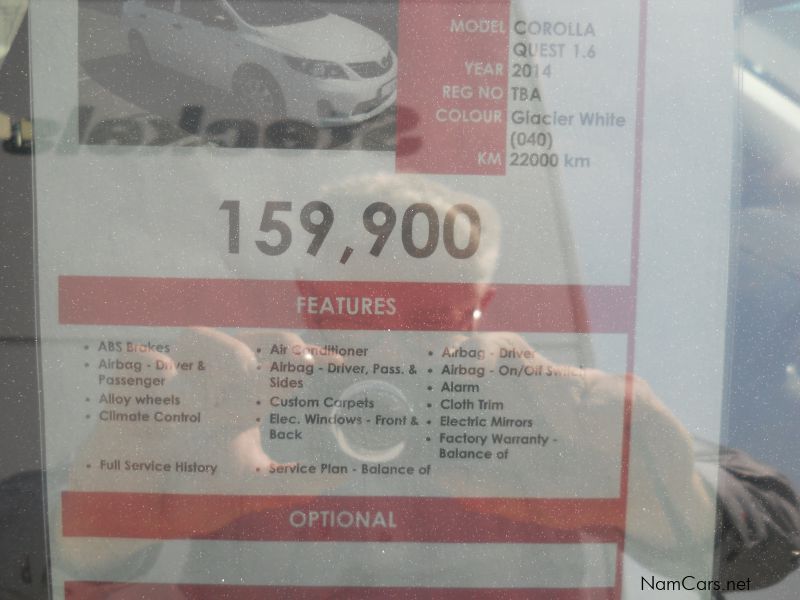 MODEL COROLLA
QUEST 1.6
YEAR 2014
REG NO TBA
COLOUR Glacier White
(040)
KM 22000 km
159,900
FEATURES
• ABS Brakes
• Airbag - Driver &
Passenger
• Alloy wheels
• Climate Control
• Full Service History
• Air Conditioner
• Airbag - Driver, Pass. &
Sides
• Custom Carpets
• Elec. Windows - Front &
Back
• Service Plan - Balance of
• Airbag - Driver
• Airbag - On/Off Switch
• Alarm
• Cloth Trim
• Electric Mirrors
• Factory Warranty -
Balance of
OPTIONAL
NamCars.net